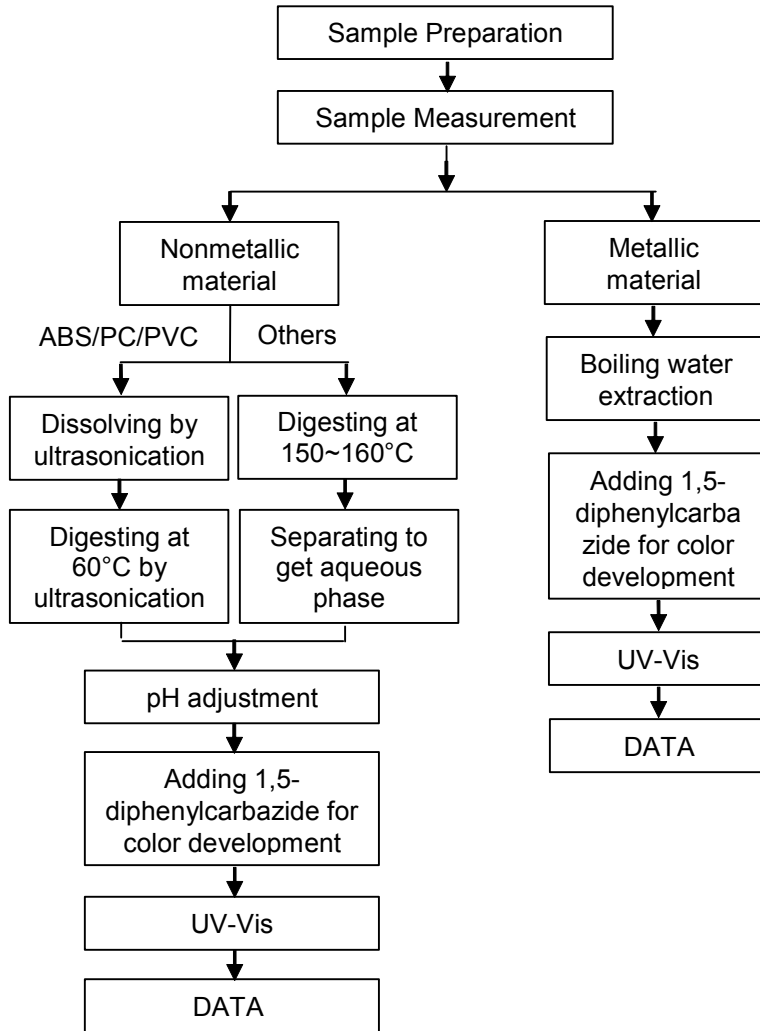 Sample Preparation
Sample Measurement
Nonmetallic
material
ABS/PC/PVC
Others
Dissolving by
ultrasonication
Digesting at
150~160°C
Digesting at
60°C by
ultrasonication
Separating to
get aqueous
phase
pH adjustment
Adding 1,5-
diphenylcarbazide for
color development
UV-Vis
DATA
Metallic
material
Boiling water
extraction
Adding 1,5-
diphenylcarba
zide for color
development
UV-Vis
DATA